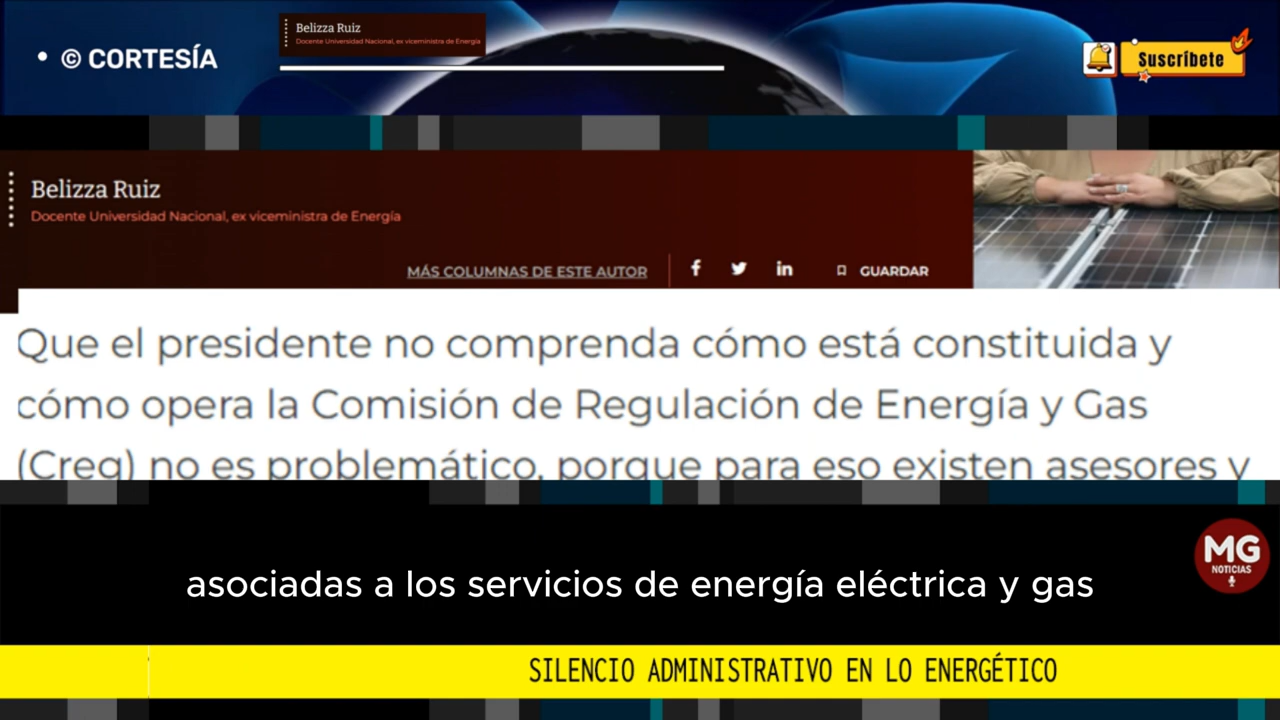 Belizza Ruiz
Docente Universidad Nacional, ex viceministra de Energía
• © CORTESÍA
Suscríbete
Belizza Ruiz
Docente Universidad Nacional, ex viceministra de Energía
MÁS COLUMNAS DE ESTE AUTOR
GUARDAR
Que el presidente no comprenda cómo está constituida y
cómo opera la Comisión de Regulación de Energía y Gas
(Creg) no es problemático, porque para eso existen asesores y
MG
NOTICIAS
asociadas a los servicios de energía eléctrica y gas
SILENCIO ADMINISTRATIVO EN LO ENERGÉTICO